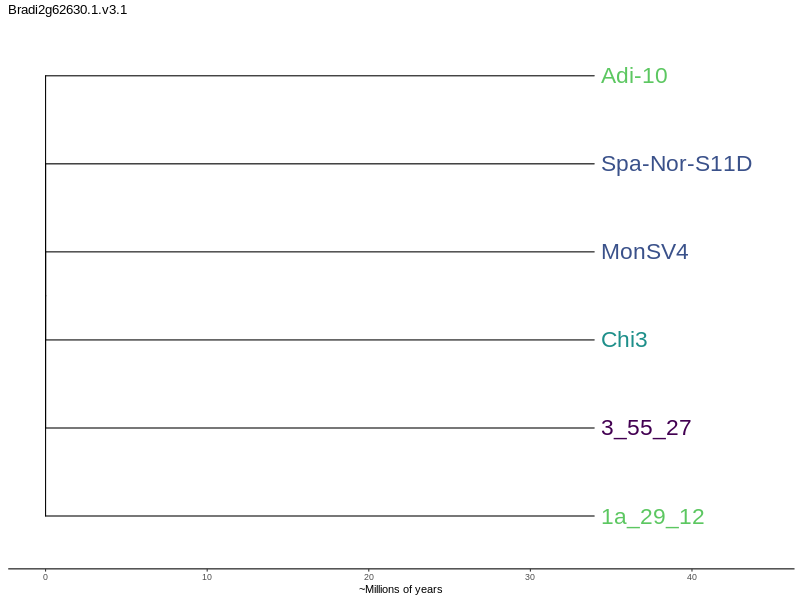 Bradi2g62630.1.v3.1
Adi-10
Spa-Nor-S11D
MonSV4
Chi3
3_55_27
1a_29_12
0 10 20 30 40
~Millions of years